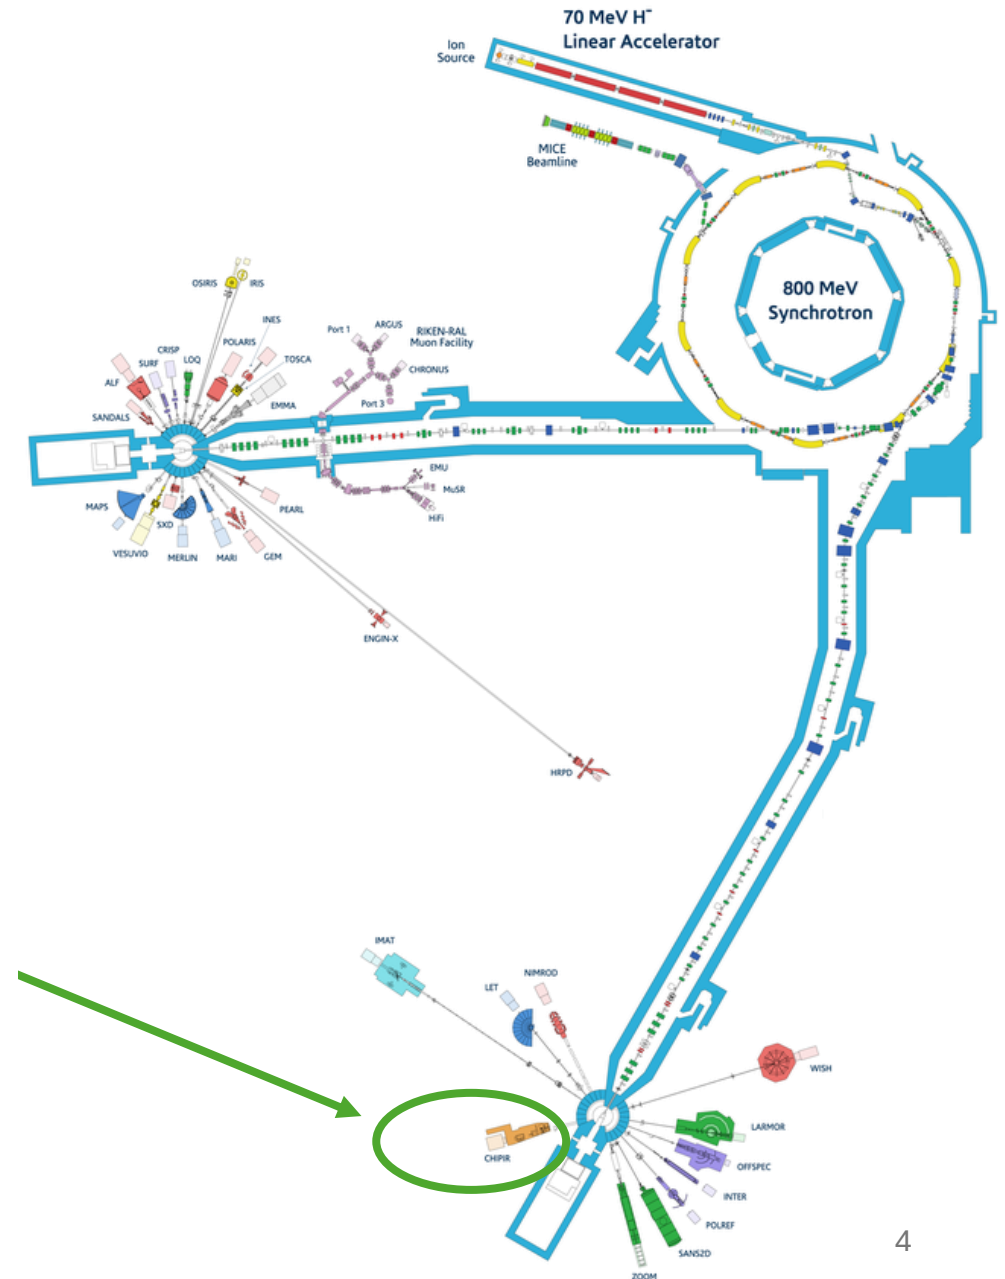 70 MeV H⁻
Linear Accelerator
Ion
Source
MICE
Beamline
800 MeV
Synchrotron
OSIRIS
IRIS
INES
POLARIS
TOSCA
CRISP
LOQ
SURF
ALF
EMMA
SANDALS
Port 1
ARGUS
RIKEN-RAL
Muon Facility
CHRONUS
Port 3
EMU
MuSR
HiFi
MAPS
SXD
VESUVIO
MERLIN
MARI
GEM
PEARL
ENGIN-X
HRPD
IMAT
LET
NIMROD
WISH
LARMOR
OFFSPEC
CHIPIR
INTER
POLREF
SANS2D
ZOOM
4